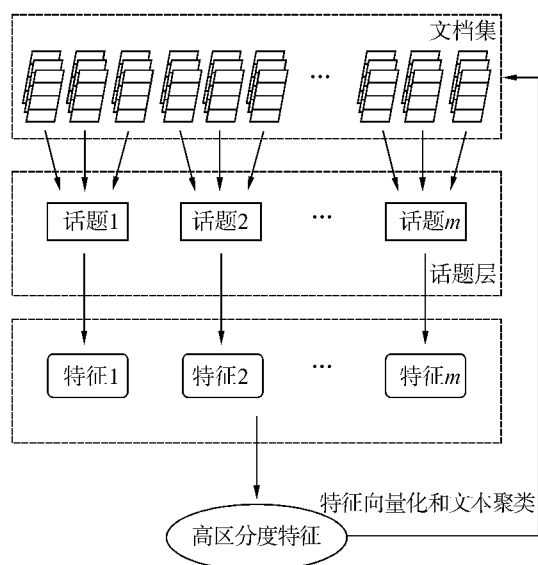 文档集
…
话题1
话题2
…
话题m
话题层
特征1
特征2
…
特征m
特征向量化和文本聚类
高区分度特征